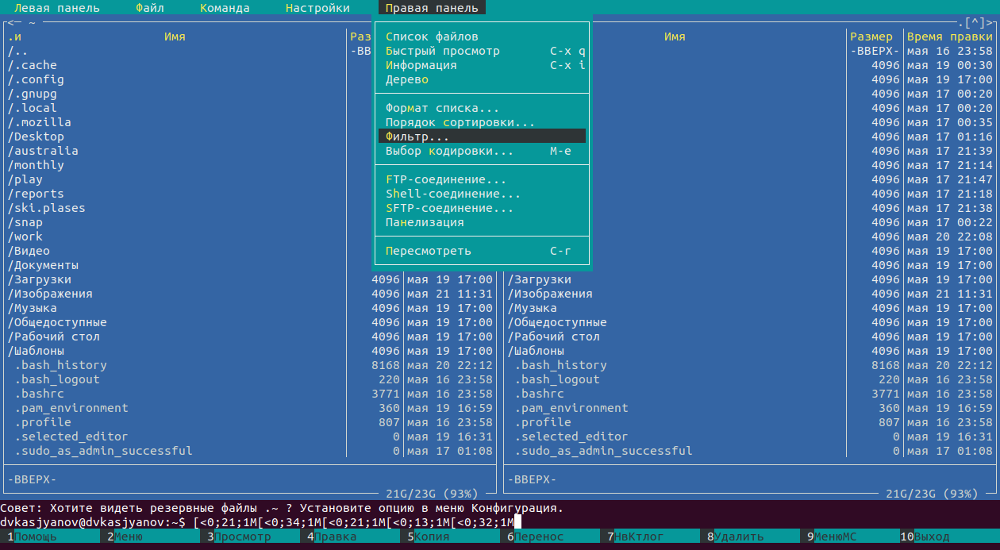 Левая панель Файл Команда Настройки Правая панель
<─ ~ .[^]>
.и Имя Раз Имя Размер Время правки
/.. -ВВ Список файлов -ВВЕРХ- мая 16 23:58
/.cache Быстрый просмотр C-x q 4096 мая 19 00:30
/.config Информация C-x i 4096 мая 19 17:00
/.gnupg Дерево 4096 мая 17 00:20
/.local 4096 мая 17 00:20
/.mozilla Формат списка... 4096 мая 17 00:35
/Desktop Порядок сортировки... 4096 мая 17 01:16
/australia Фильтр... 4096 мая 17 21:39
/monthly Выбор кодировки... M-e 4096 мая 17 21:14
/play FTP-соединение... 4096 мая 17 21:47
/reports Shell-соединение... 4096 мая 17 21:18
/ski.plases SFTP-соединение... 4096 мая 17 21:38
/snap Панелизация 4096 мая 17 00:22
/work 4096 мая 20 22:08
/Видео Пересмотреть C-r 4096 мая 19 17:00
/Документы 4096 мая 19 17:00
/Загрузки 4096 мая 19 17:00 /Загрузки 4096 мая 19 17:00
/Изображения 4096 мая 21 11:31 /Изображения 4096 мая 21 11:31
/Музыка 4096 мая 19 17:00 /Музыка 4096 мая 19 17:00
/Общедоступные 4096 мая 19 17:00 /Общедоступные 4096 мая 19 17:00
/Рабочий стол 4096 мая 19 17:00 /Рабочий стол 4096 мая 19 17:00
/Шаблоны 4096 мая 19 17:00 /Шаблоны 4096 мая 19 17:00
.bash_history 8168 мая 20 22:12 .bash_history 8168 мая 20 22:12
.bash_logout 220 мая 16 23:58 .bash_logout 220 мая 16 23:58
.bashrc 3771 мая 16 23:58 .bashrc 3771 мая 16 23:58
.pam_environment 360 мая 19 16:59 .pam_environment 360 мая 19 16:59
.profile 807 мая 16 23:58 .profile 807 мая 16 23:58
.selected_editor 0 мая 19 16:31 .selected_editor 0 мая 19 16:31
.sudo_as_admin_successful 0 мая 17 01:08 .sudo_as_admin_successful 0 мая 17 01:08
-ВВЕРХ- -ВВЕРХ-
21G/23G (93%) 21G/23G (93%)
Совет: Хотите видеть резервные файлы .~ ? Установите опцию в меню Конфигурация.
dvkasjyanov@dvkasjyanov:~$ [<0;21;1M[<0;34;1M[<0;21;1M[<0;13;1M[<0;32;1M
1Помощь 2Меню 3Просмотр 4Правка 5Копия 6Перенос 7НвКтлог 8Удалить 9МенюMC 10Выход